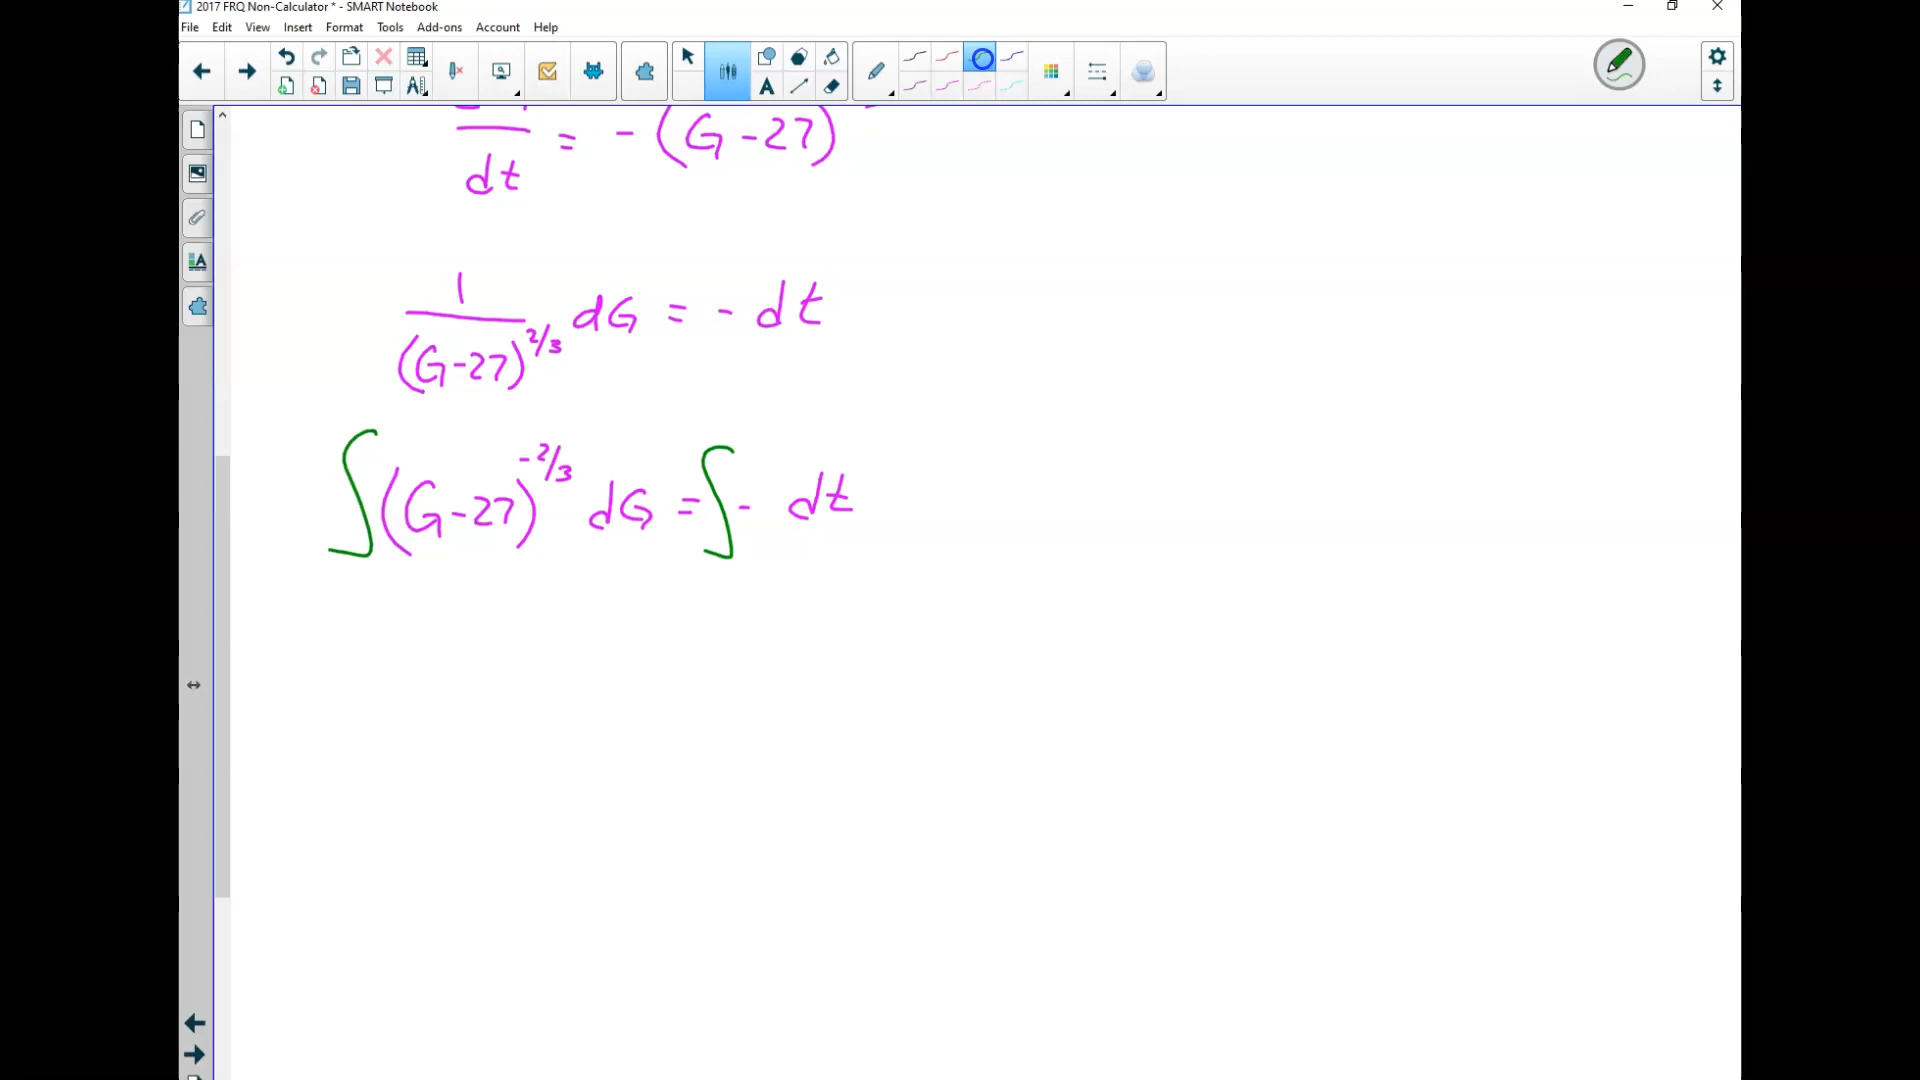 2017 FRQ Non-Calculator * - SMART Notebook
File Edit View Insert Format Tools Add-ons Account Help
/dt = - (G-27)
1/(G-27)^2/3 dG = - dt
∫(G-27)^-2/3 dG = ∫- dt